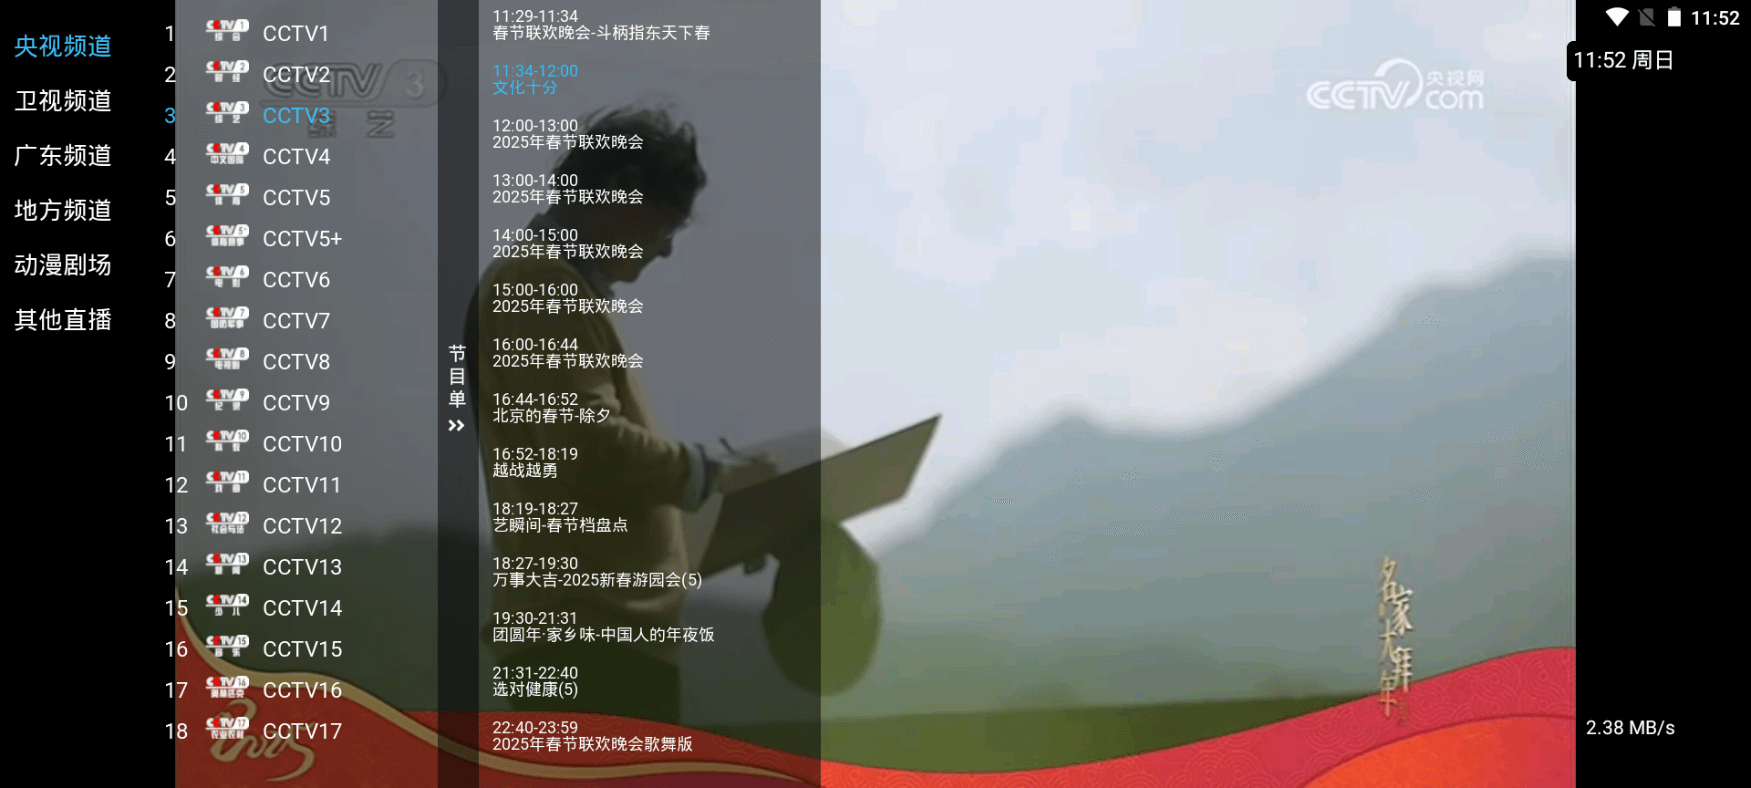 央视频道
卫视频道
广东频道
地方频道
动漫剧场
其他直播
1 CCTV1
2 CCTV2
3 CCTV3
4 CCTV4
5 CCTV5
6 CCTV5+
7 CCTV6
8 CCTV7
9 CCTV8
10 CCTV9
11 CCTV10
12 CCTV11
13 CCTV12
14 CCTV13
15 CCTV14
16 CCTV15
17 CCTV16
18 CCTV17
CCTV 3
综艺
节目单
11:29-11:34
春节联欢晚会-斗柄指东天下春
11:34-12:00
文化十分
12:00-13:00
2025年春节联欢晚会
13:00-14:00
2025年春节联欢晚会
14:00-15:00
2025年春节联欢晚会
15:00-16:00
2025年春节联欢晚会
16:00-16:44
2025年春节联欢晚会
16:44-16:52
北京的春节-除夕
16:52-18:19
越战越勇
18:19-18:27
艺瞬间-春节档盘点
18:27-19:30
万事大吉-2025新春游园会(5)
19:30-21:31
团圆年·家乡味-中国人的年夜饭
21:31-22:40
选对健康(5)
22:40-23:59
2025年春节联欢晚会歌舞版
CCTV.com 央视网
名家大拜年
2025
11:52
11:52 周日
2.38 MB/s